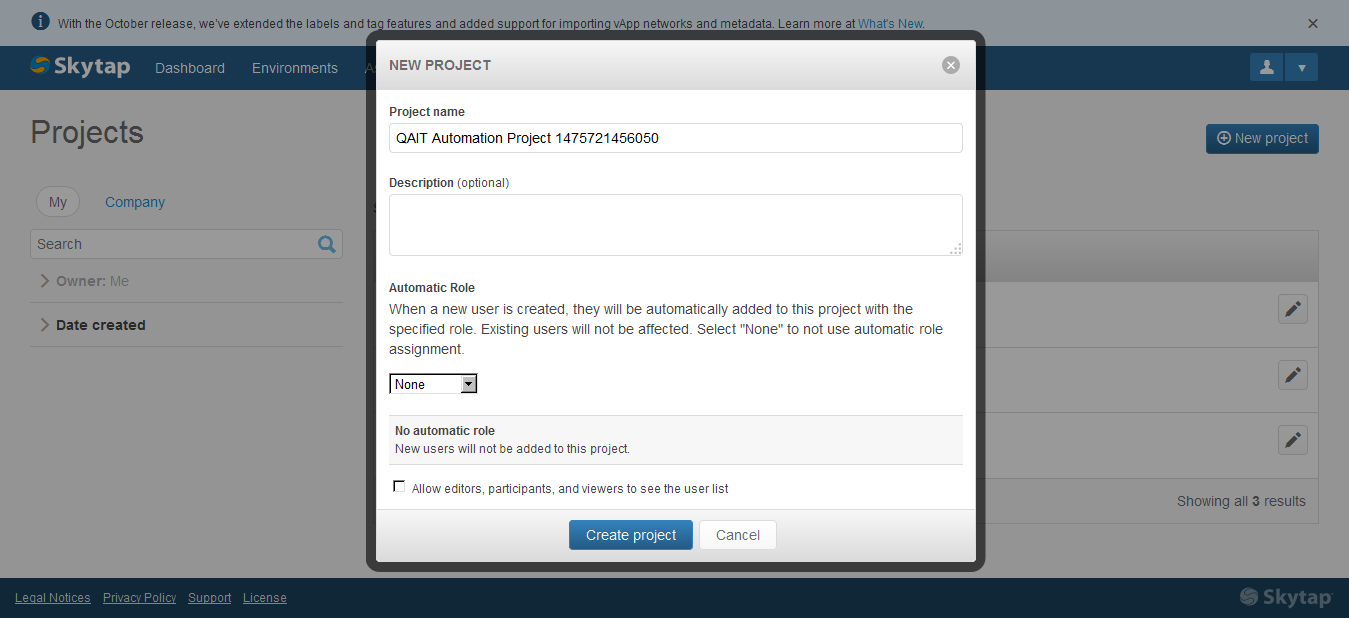 With the October release, we've extended the labels and tag features and added support for importing vApp networks and metadata. Learn more at What's New.
Skytap Dashboard Environments
NEW PROJECT
Projects
New project
Project name
QAIT Automation Project 1475721456050
Description (optional)
My Company
Search
Owner: Me
Date created
Automatic Role
When a new user is created, they will be automatically added to this project with the
specified role. Existing users will not be affected. Select "None" to not use automatic role
assignment.
None
No automatic role
New users will not be added to this project.
Allow editors, participants, and viewers to see the user list
Showing all 3 results
Create project Cancel
Legal Notices Privacy Policy Support License
Skytap